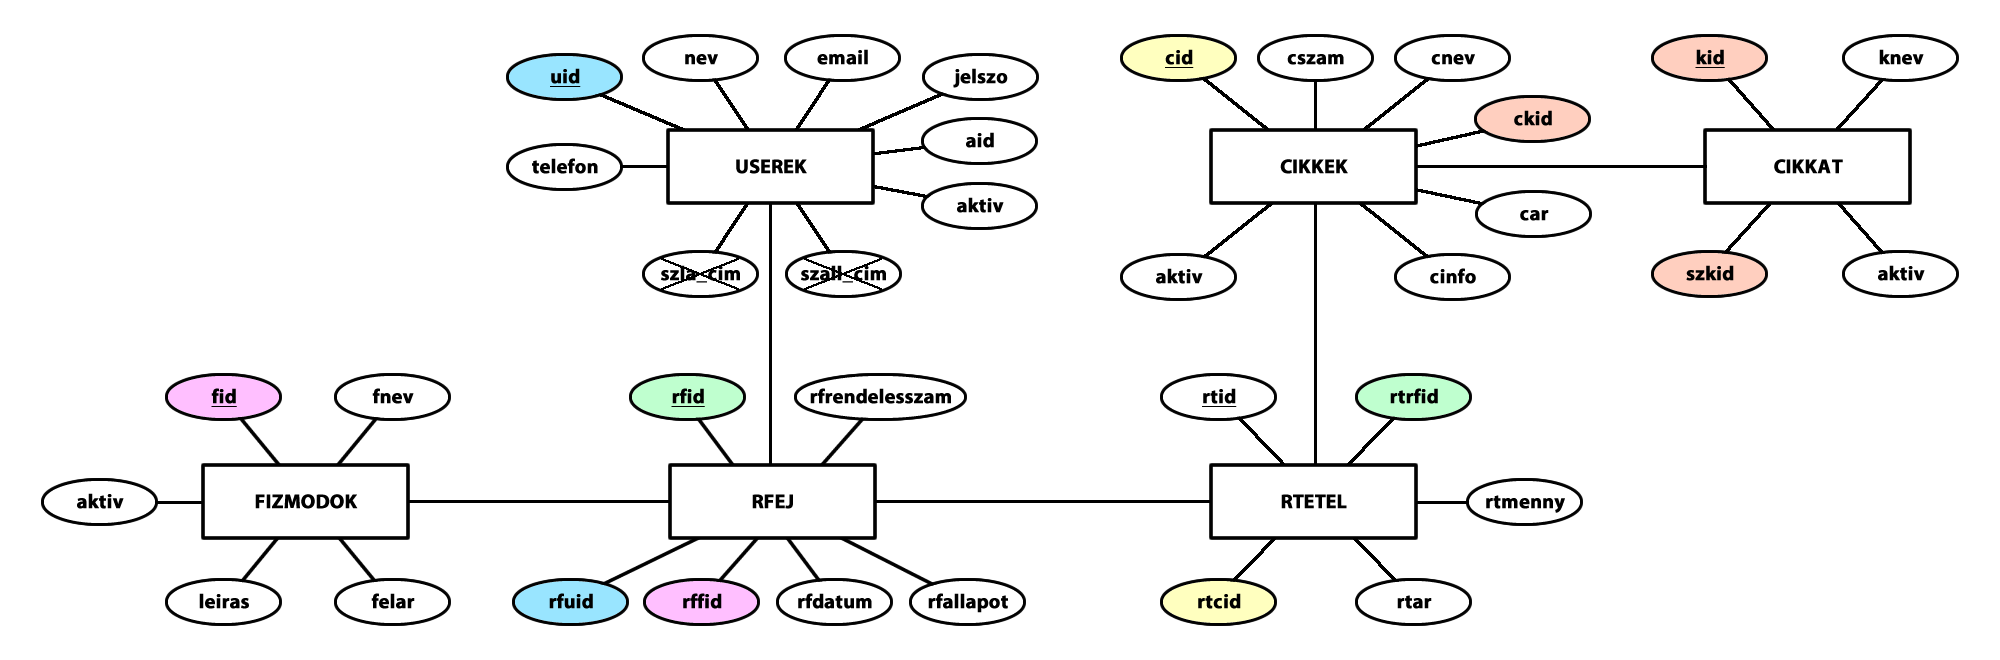 uid
nev
email
jelszo
aid
aktiv
telefon
USEREK
szla_cim
szall_cim
cid
cszam
cnev
ckid
CIKKEK
car
aktiv
cinfo
kid
knev
CIKKAT
szkid
aktiv
fid
fnev
aktiv
FIZMODOK
leiras
felar
rfid
rfrendelesszam
RFEJ
rfuid
rffid
rfdatum
rfallapot
rtid
rtrfid
RTETEL
rtmenny
rtcid
rtar